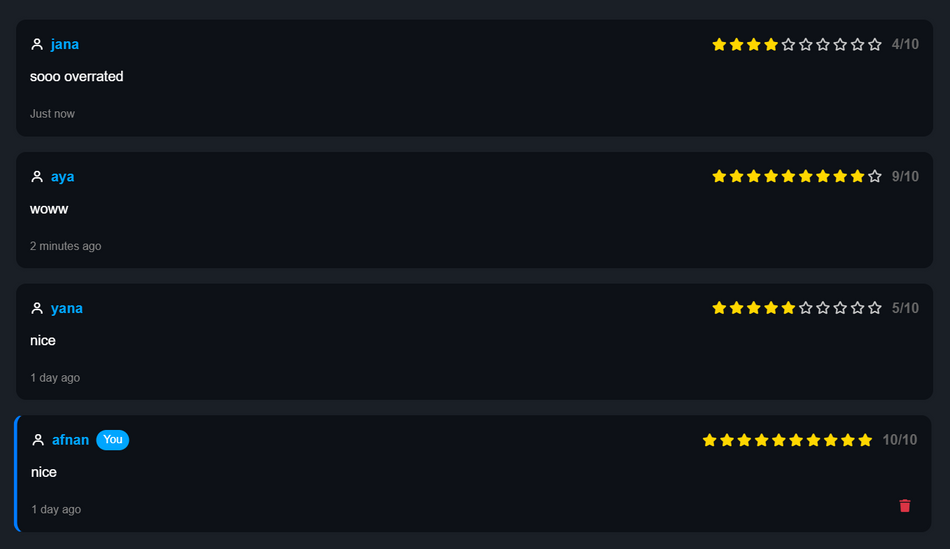 jana 4/10
sooo overrated
Just now
aya 9/10
woww
2 minutes ago
yana 5/10
nice
1 day ago
afnan You 10/10
nice
1 day ago